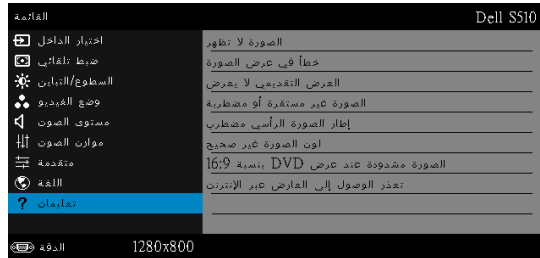 القائمة
Dell S510
اختيار الداخل
ضبط تلقائي
السطوع/التباين
وضع الفيديو
مستوى الصوت
موازن الصوت
متقدمة
اللغة
تعليمات
الصورة لا تظهر
خطأ في عرض الصورة
العرض التقديمي لا يعرض
الصورة غير مستقرة أو مضطربة
إطار الصورة الرأسي مضطرب
لون الصورة غير صحيح
الصورة مشدودة عند عرض DVD بنسبة 16:9
تعذر الوصول إلى العارض عبر الإنترنت
الدقة 1280x800